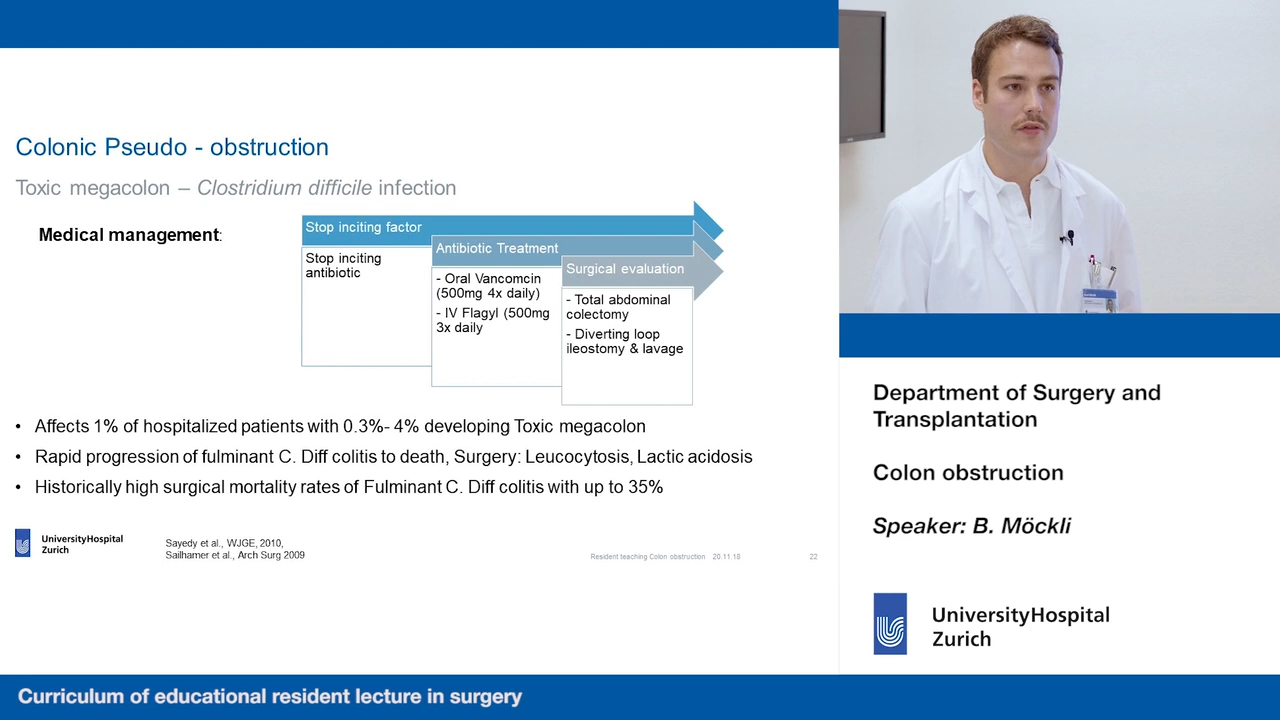 Colonic Pseudo - obstruction
Toxic megacolon – Clostridium difficile infection
Medical management:
Stop inciting factor
Stop inciting
antibiotic
Antibiotic Treatment
- Oral Vancomcin
(500mg 4x daily)
- IV Flagyl (500mg
3x daily
Surgical evaluation
- Total abdominal
colectomy
- Diverting loop
ileostomy & lavage
• Affects 1% of hospitalized patients with 0.3%- 4% developing Toxic megacolon
• Rapid progression of fulminant C. Diff colitis to death, Surgery: Leucocytosis, Lactic acidosis
• Historically high surgical mortality rates of Fulminant C. Diff colitis with up to 35%
UniversityHospital
Zurich
Sayedy et al., WJGE, 2010,
Sailhamer et al., Arch Surg 2009
Resident teaching Colon obstruction 20.11.18 22
Department of Surgery and
Transplantation
Colon obstruction
Speaker: B. Möckli
UniversityHospital
Zurich
Curriculum of educational resident lecture in surgery